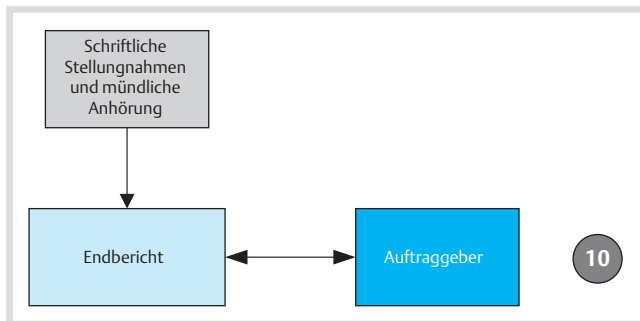 Schriftliche
Stellungnahmen
und mündliche
Anhörung
Endbericht
Auftraggeber
10